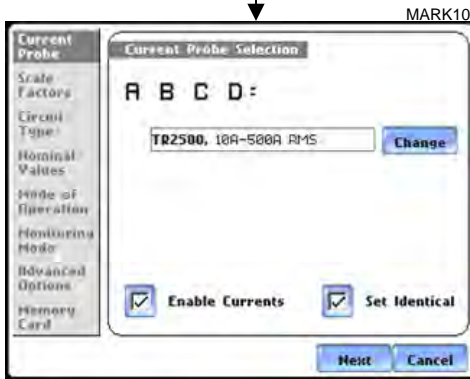 MARK10
Current
Probe
Current Probe Selection
Scale
Factors
A B C D:
Circuit
Type
TR2500, 10A-500A RMS
Change
Nominal
Values
Mode of
Operation
Monitoring
Mode
Advanced
Options
Enable Currents
Set Identical
Memory
Card
Next
Cancel